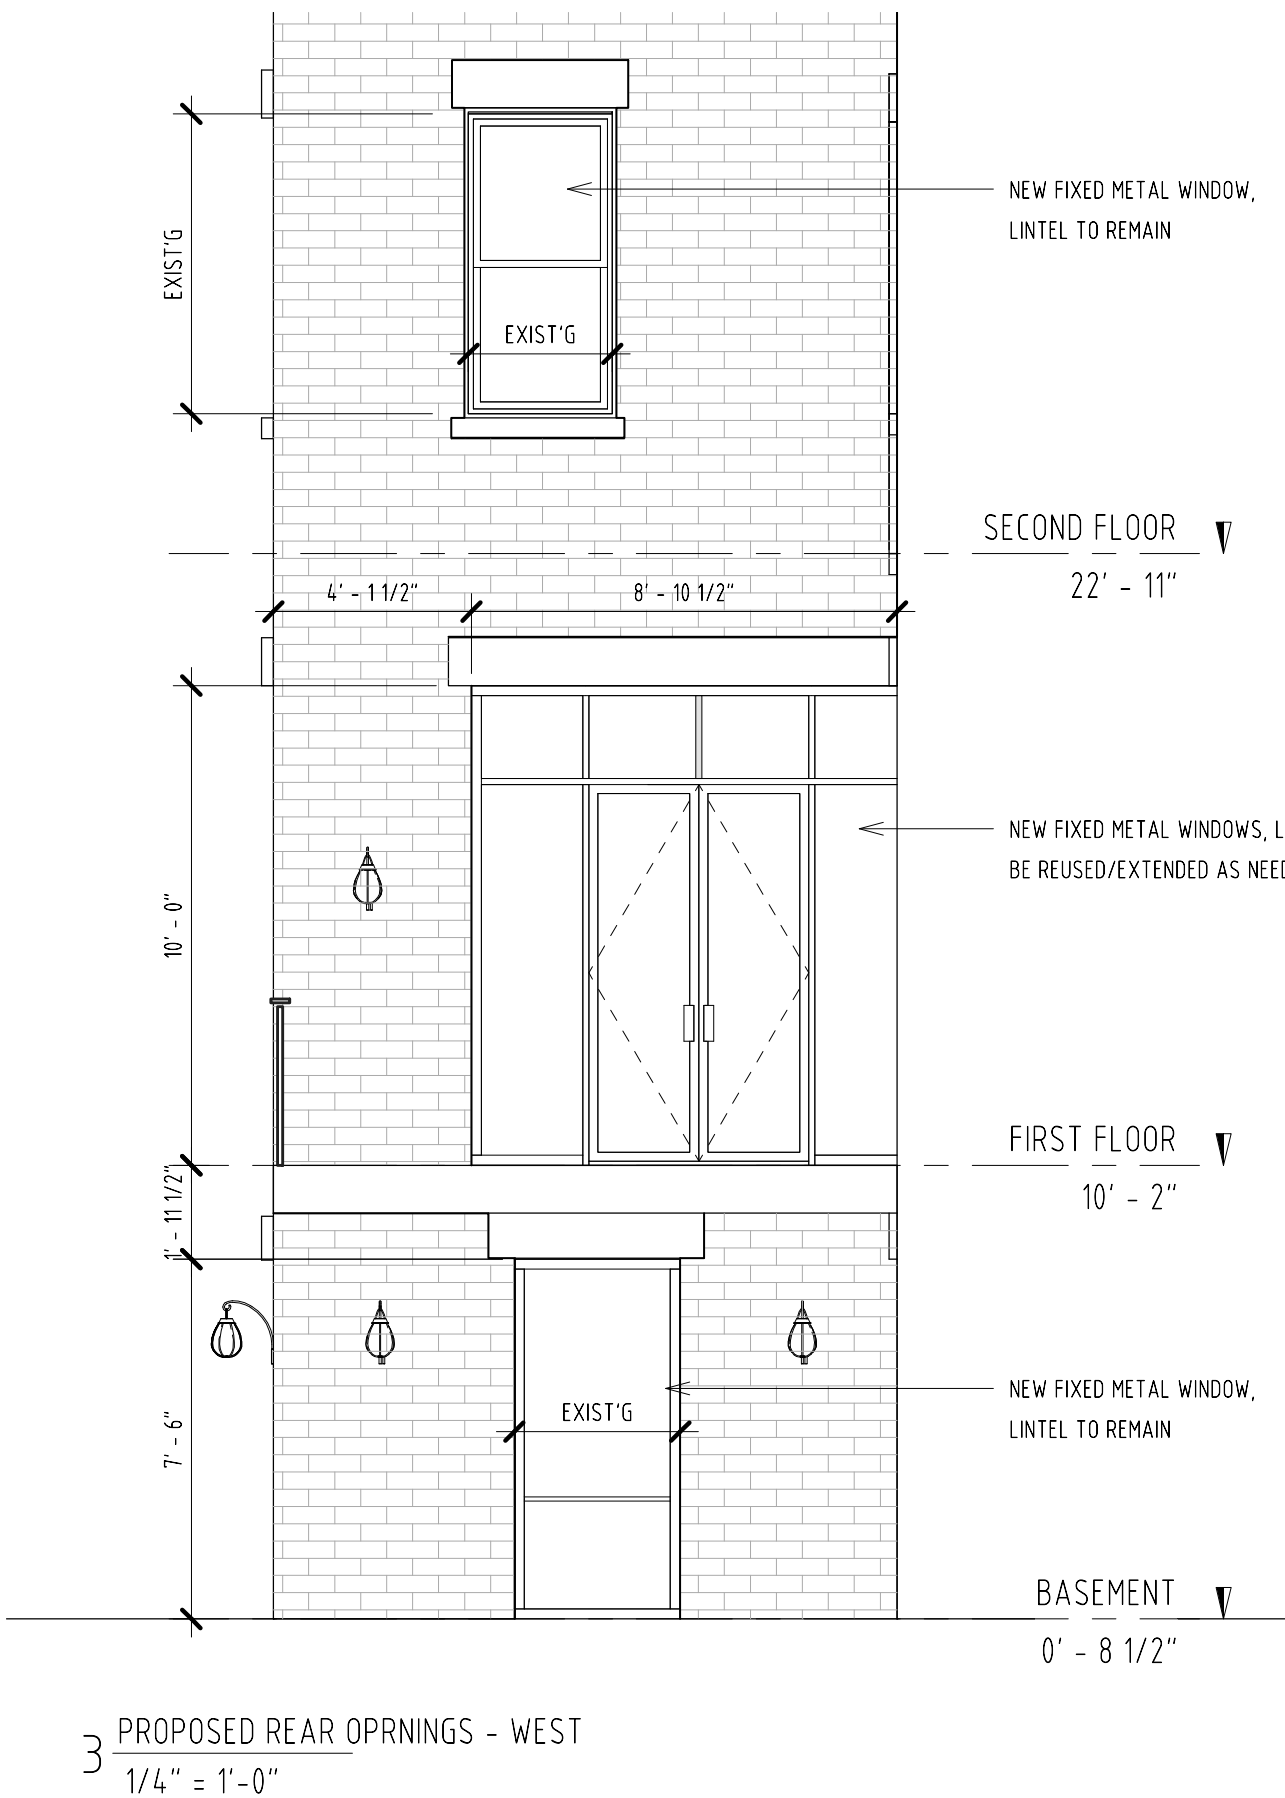 NEW FIXED METAL WINDOW,
LINTEL TO REMAIN
EXIST'G
EXIST'G
SECOND FLOOR
22' - 11"
4' - 1 1/2"
8' - 10 1/2"
NEW FIXED METAL WINDOWS, L
BE REUSED/EXTENDED AS NEED
10' - 0"
FIRST FLOOR
10' - 2"
1' - 11 1/2"
NEW FIXED METAL WINDOW,
LINTEL TO REMAIN
EXIST'G
7' - 6"
BASEMENT
0' - 8 1/2"
3 PROPOSED REAR OPRNINGS - WEST
1/4" = 1'-0"